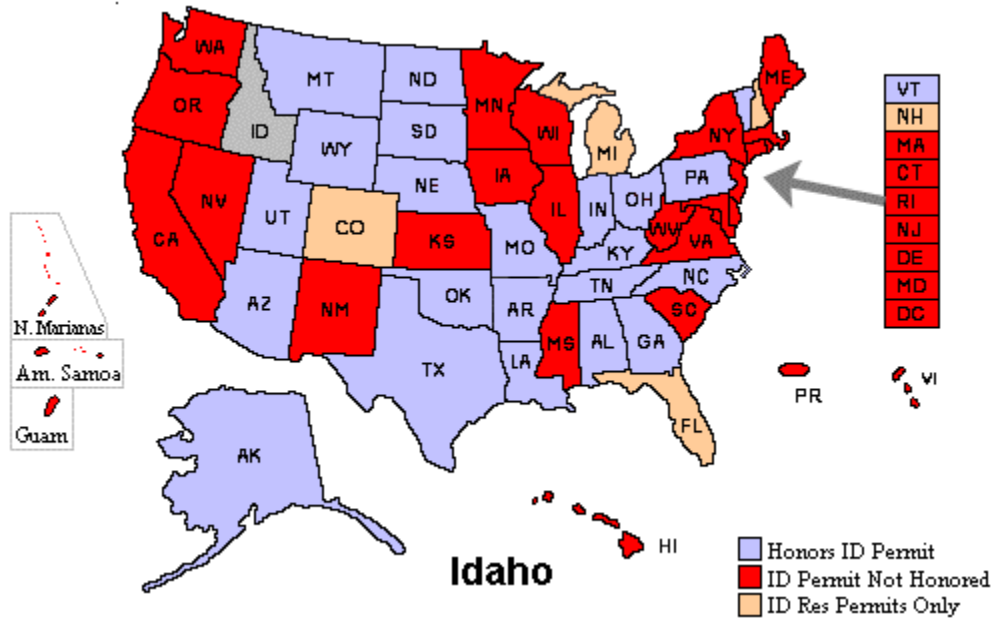 WA
MT
ND
ME
VT
OR
MN
NH
ID
SD
WI
NY
MA
WY
MI
CT
NE
IA
PA
RI
NV
UT
CO
IL
IN
OH
NJ
CA
KS
MO
WV
VA
DE
KY
MD
AZ
NM
OK
AR
TN
NC
DC
SC
N. Marianas
MS
AL
GA
TX
LA
Am. Samoa
VI
PR
Guam
FL
AK
HI
Idaho
Honors ID Permit
ID Permit Not Honored
ID Res Permits Only